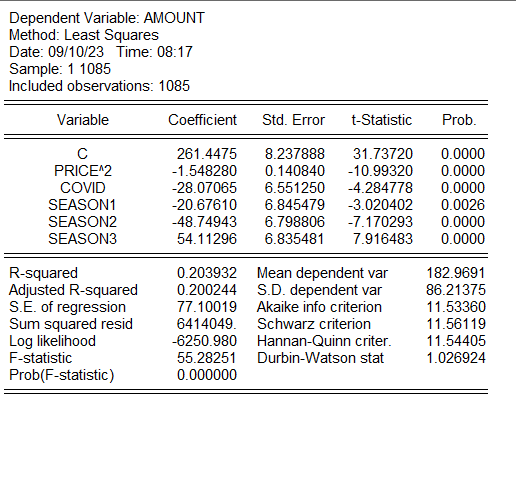 Dependent Variable: AMOUNT
Method: Least Squares
Date: 09/10/23 Time: 08:17
Sample: 1 1085
Included observations: 1085
Variable Coefficient Std. Error t-Statistic Prob.
C 261.4475 8.237888 31.73720 0.0000
PRICE^2 -1.548280 0.140840 -10.99320 0.0000
COVID -28.07065 6.551250 -4.284778 0.0000
SEASON1 -20.67610 6.845479 -3.020402 0.0026
SEASON2 -48.74943 6.798806 -7.170293 0.0000
SEASON3 54.11296 6.835481 7.916483 0.0000
R-squared 0.203932 Mean dependent var 182.9691
Adjusted R-squared 0.200244 S.D. dependent var 86.21375
S.E. of regression 77.10019 Akaike info criterion 11.53360
Sum squared resid 6414049. Schwarz criterion 11.56119
Log likelihood -6250.980 Hannan-Quinn criter. 11.54405
F-statistic 55.28251 Durbin-Watson stat 1.026924
Prob(F-statistic) 0.000000